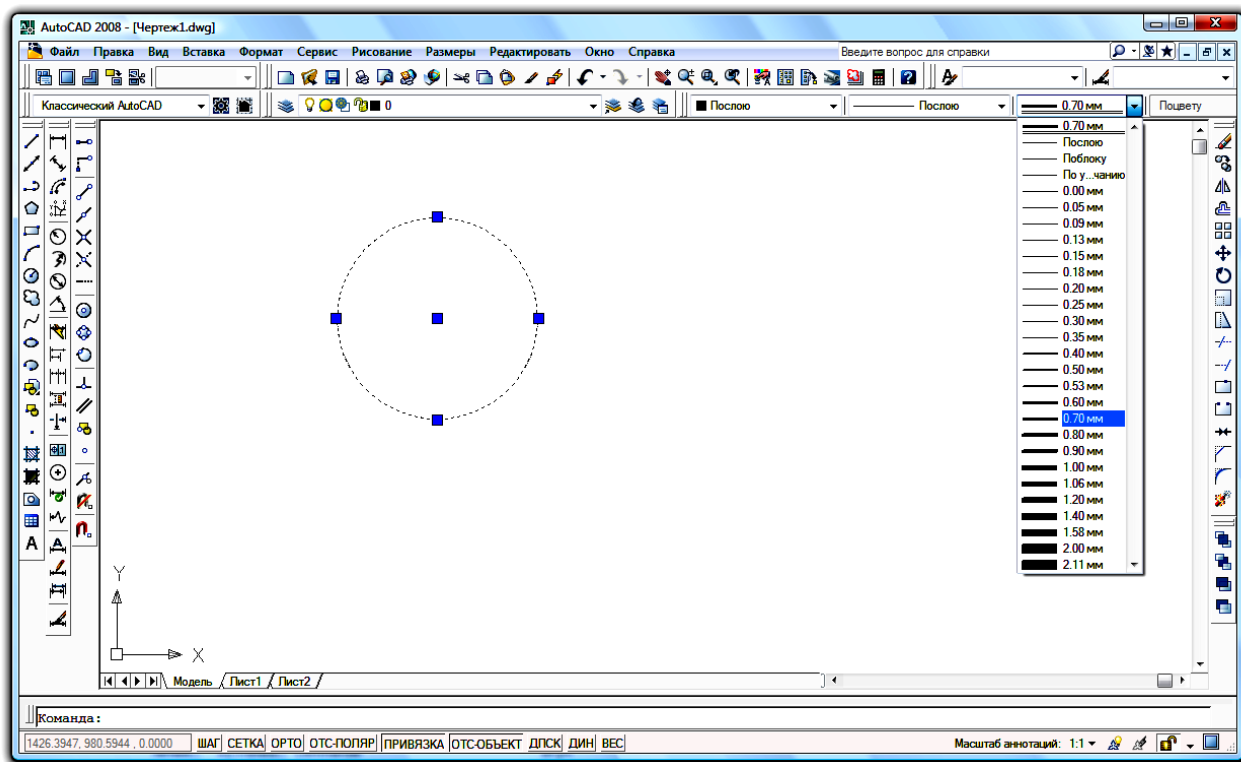 AutoCAD 2008 - [Чертеж1.dwg]
Файл Правка Вид Вставка Формат Сервис Рисование Размеры Редактировать Окно Справка Введите вопрос для справки
Классический AutoCAD 0 Послою Послою 0.70 мм Поцвету
0.70 мм
Послою
Поблоку
По у...чанию
0.00 мм
0.05 мм
0.09 мм
0.13 мм
0.15 мм
0.18 мм
0.20 мм
0.25 мм
0.30 мм
0.35 мм
0.40 мм
0.50 мм
0.53 мм
0.60 мм
0.70 мм
0.80 мм
0.90 мм
1.00 мм
1.06 мм
1.20 мм
1.40 мм
1.58 мм
2.00 мм
2.11 мм
Y
X
Модель Лист1 Лист2
Команда:
1426.3947, 980.5944 , 0.0000 ШАГ СЕТКА ОРТО ОТС-ПОЛЯР ПРИВЯЗКА ОТС-ОБЪЕКТ ДПСК ДИН ВЕС Масштаб аннотаций: 1:1